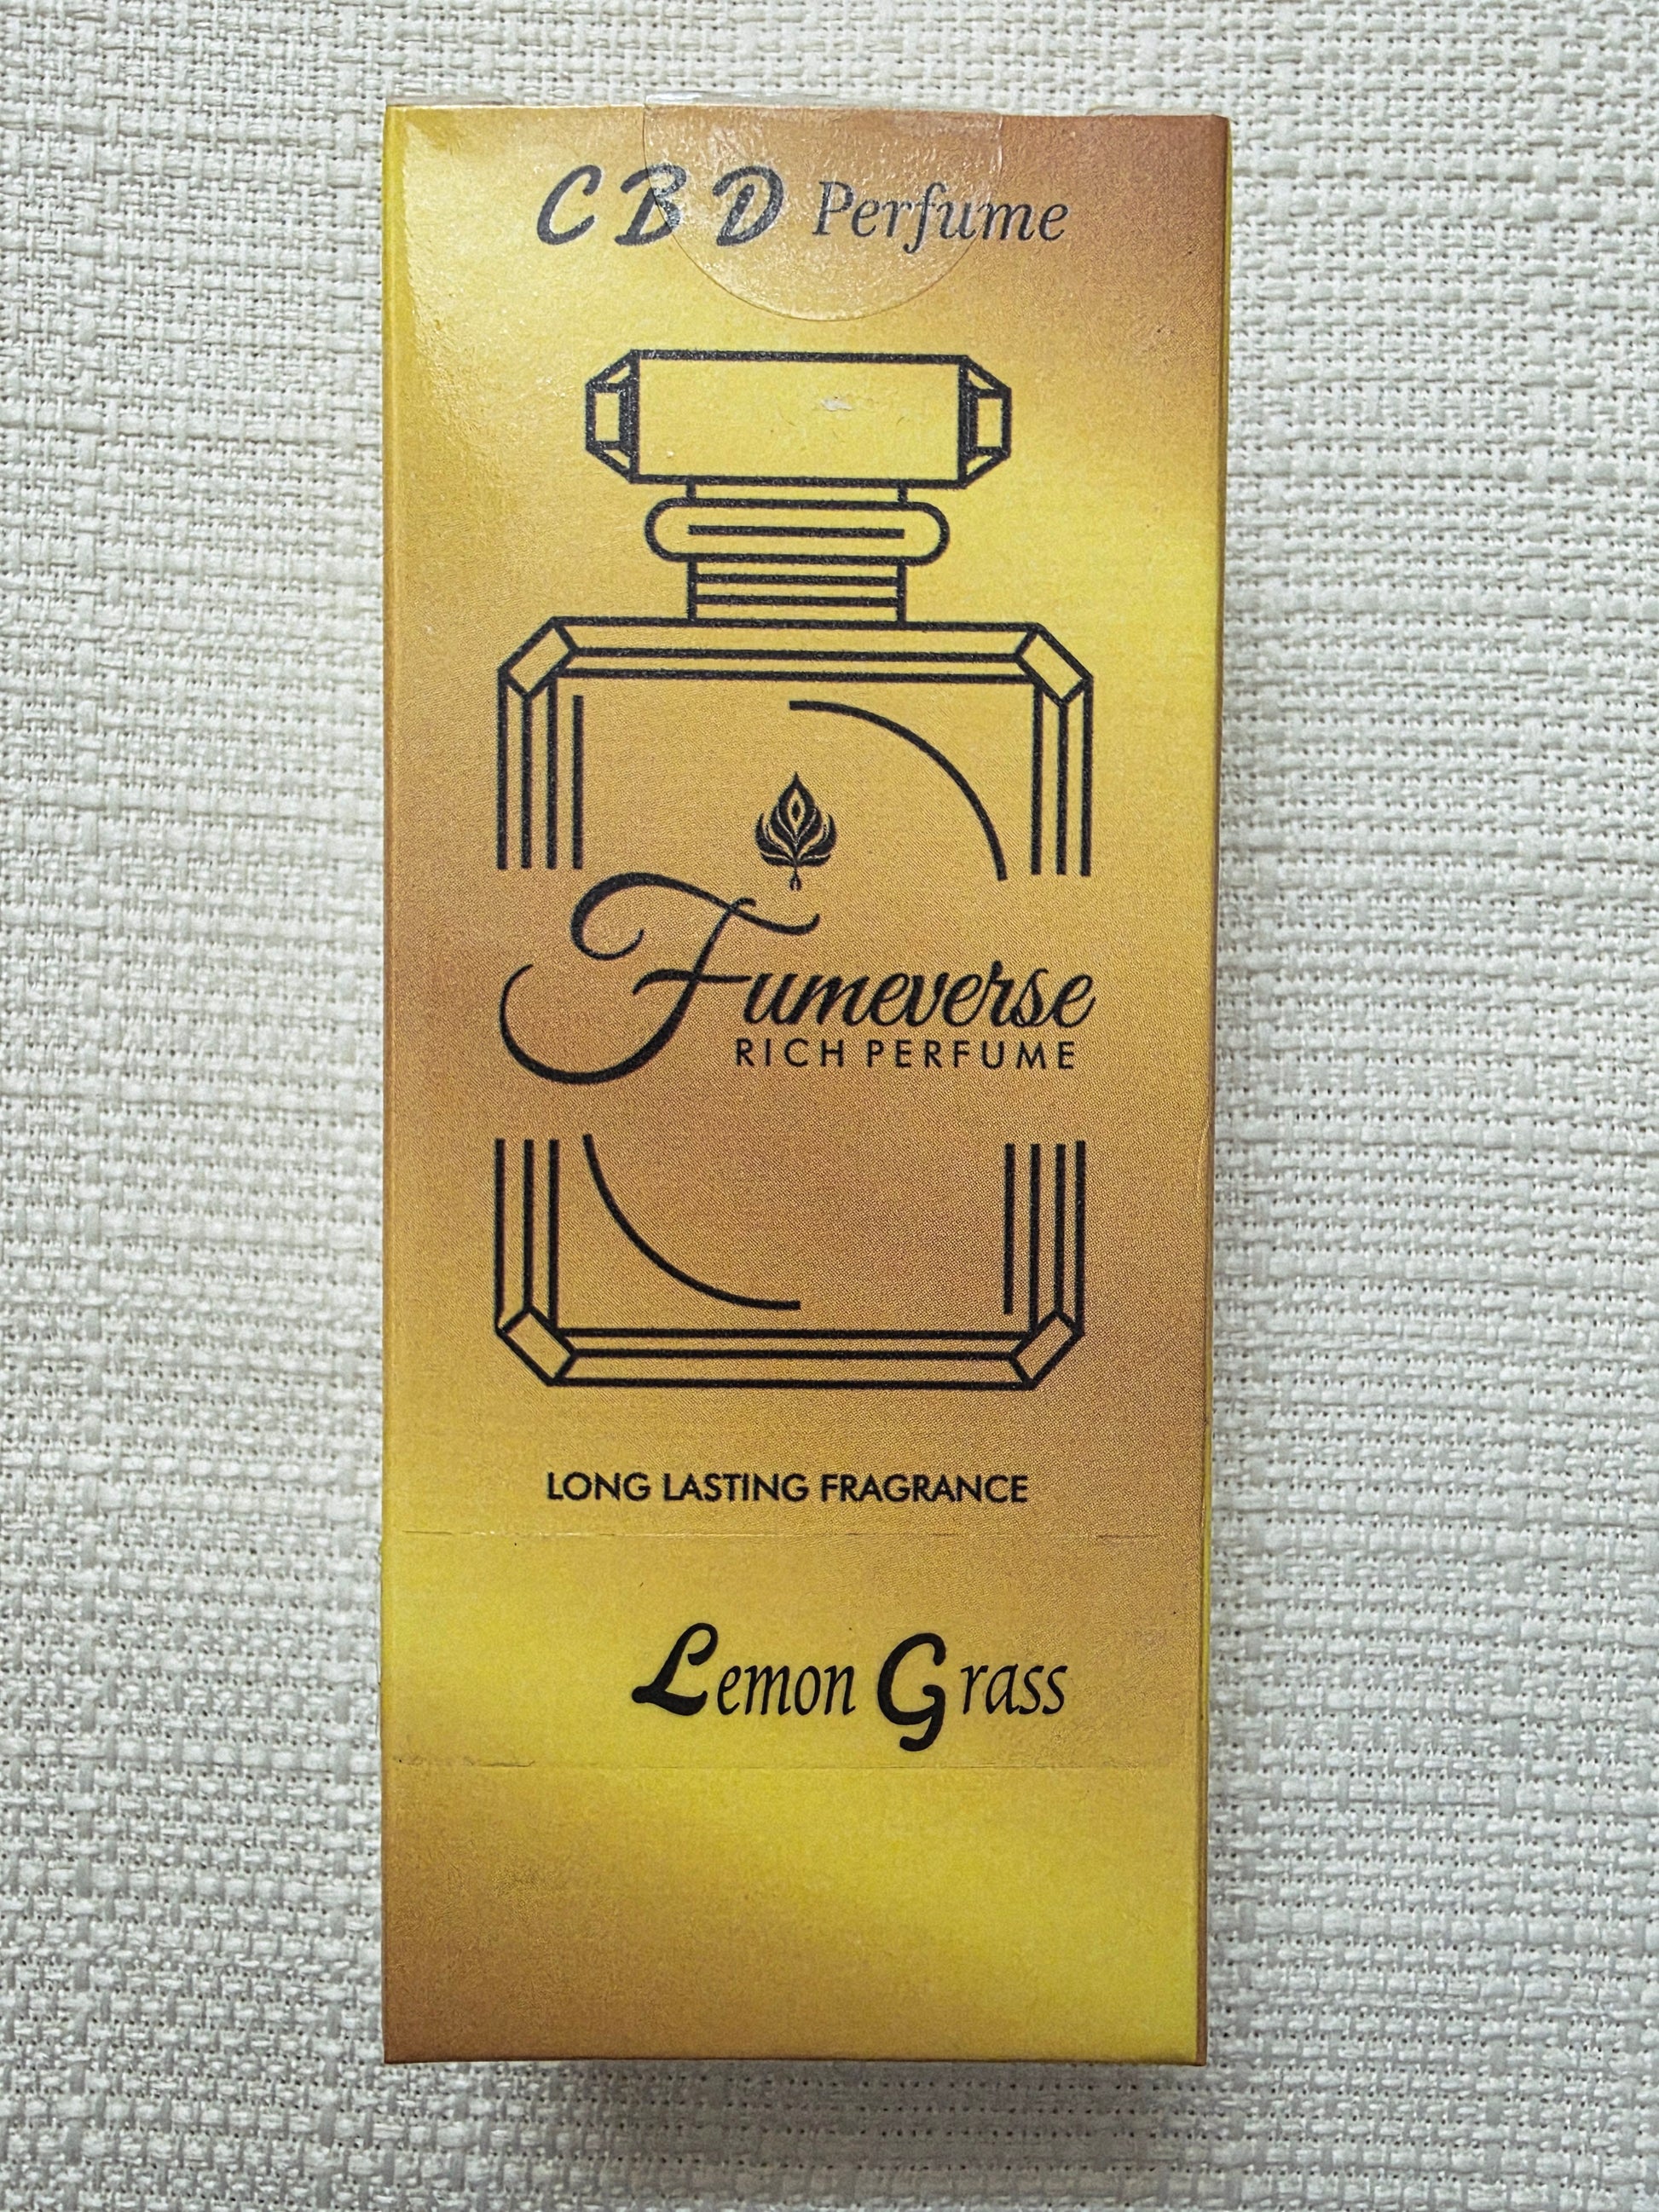 CBD Perfume
Fumeverse
RICH PERFUME
LONG LASTING FRAGRANCE
Lemon Grass